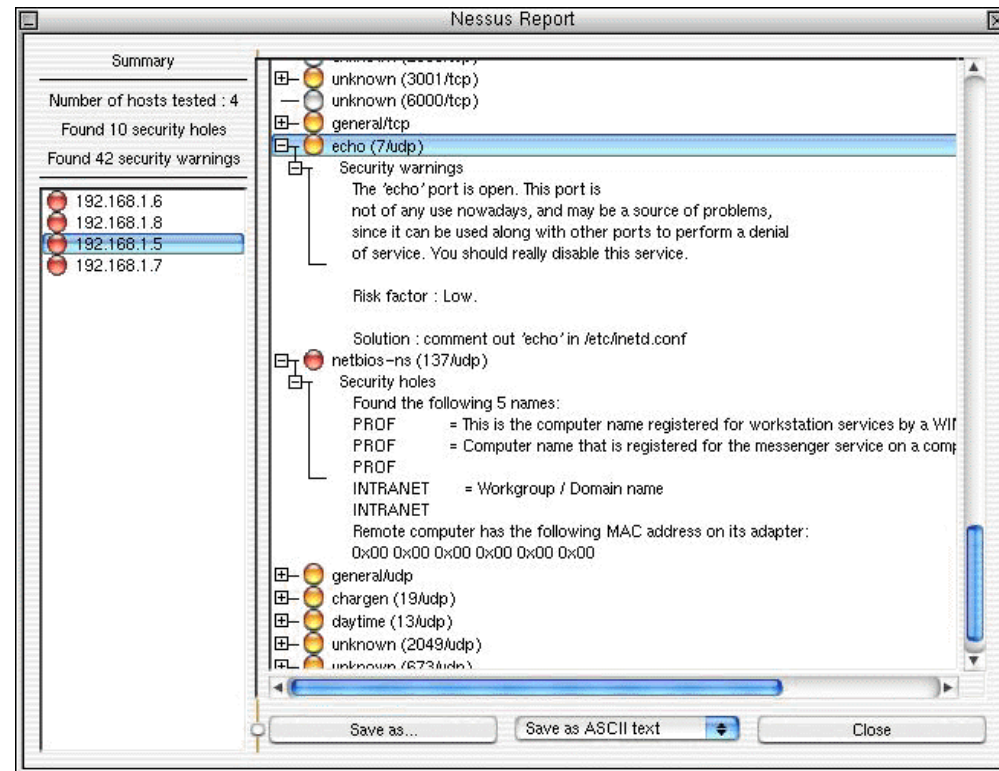 Nessus Report
Summary
Number of hosts tested : 4
Found 10 security holes
Found 42 security warnings
192.168.1.6
192.168.1.8
192.168.1.5
192.168.1.7
unknown (3001/tcp)
unknown (6000/tcp)
general/tcp
echo (7/udp)
Security warnings
The 'echo' port is open. This port is
not of any use nowadays, and may be a source of problems,
since it can be used along with other ports to perform a denial
of service. You should really disable this service.
Risk factor : Low.
Solution : comment out 'echo' in /etc/inetd.conf
netbios-ns (137/udp)
Security holes
Found the following 5 names:
PROF = This is the computer name registered for workstation services by a WI
PROF = Computer name that is registered for the messenger service on a comp
PROF
INTRANET = Workgroup / Domain name
INTRANET
Remote computer has the following MAC address on its adapter:
0x00 0x00 0x00 0x00 0x00 0x00
general/udp
chargen (19/udp)
daytime (13/udp)
unknown (2049/udp)
unknown (673/udp)
Save as...
Save as ASCII text
Close